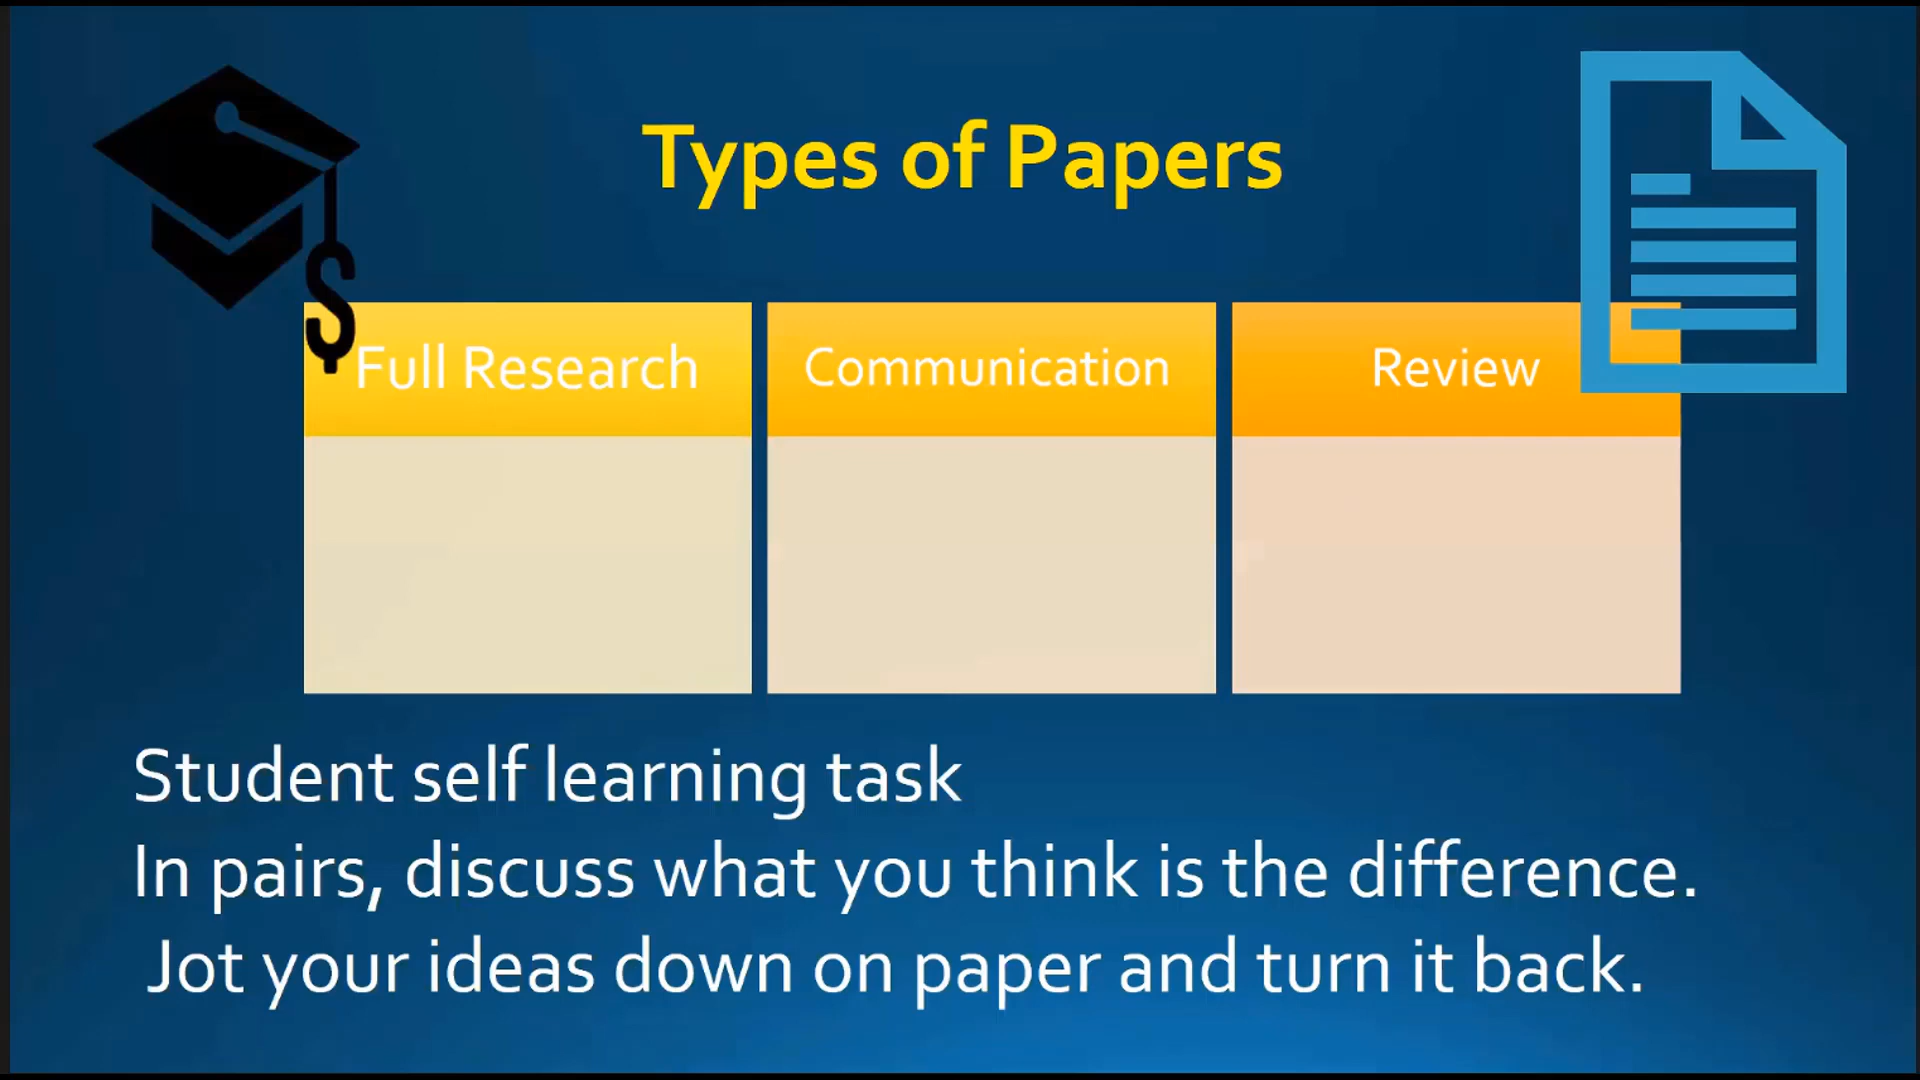 Types of Papers
Full Research
Communication
Review
Student self learning task
In pairs, discuss what you think is the difference.
Jot your ideas down on paper and turn it back.